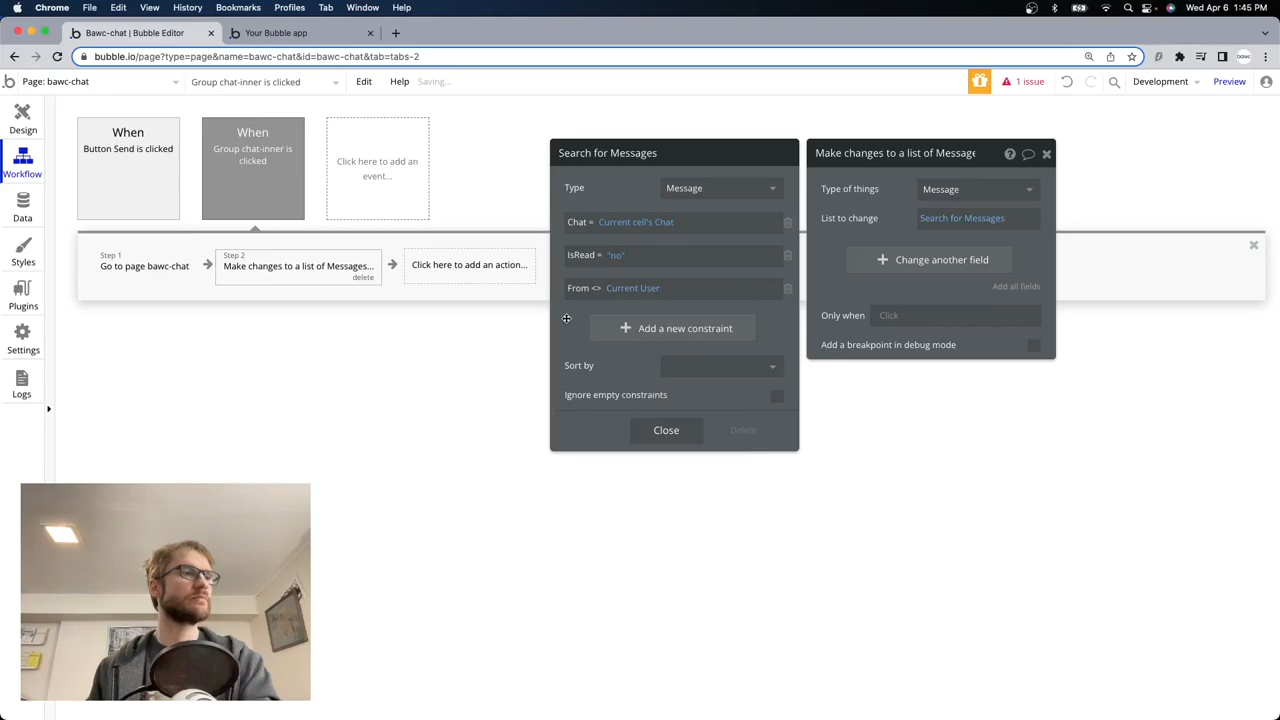 Chrome File Edit View History Bookmarks Profiles Tab Window Help Wed Apr 6 1:45 PM
Bawc-chat | Bubble Editor Your Bubble app
bubble.io/page?type=page&name=bawc-chat&id=bawc-chat&tab=tabs-2
Page: bawc-chat Group chat-inner is clicked Edit Help Saving... 1 issue Development Preview
Design
Workflow
Data
Styles
Plugins
Settings
Logs
When
Button Send is clicked
When
Group chat-inner is
clicked
Click here to add an
event...
Step 1
Go to page bawc-chat
Step 2
Make changes to a list of Messages...
delete
Click here to add an action...
Search for Messages
Type Message
Chat = Current cell's Chat
IsRead = "no"
From <> Current User
Add a new constraint
Sort by
Ignore empty constraints
Close Delete
Make changes to a list of Message
Type of things Message
List to change Search for Messages
Change another field
Add all fields
Only when Click
Add a breakpoint in debug mode